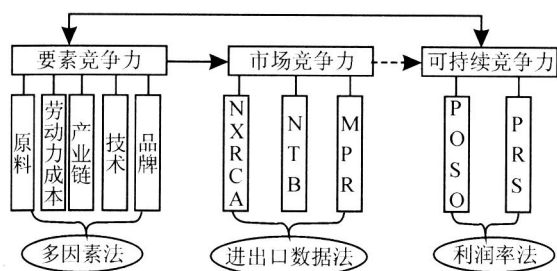 要素竞争力
市场竞争力
可持续竞争力
原料
劳动力成本
产业链
技术
品牌
NXRCA
NTB
MPR
POSO
PRS
多因素法
进出口数据法
利润率法